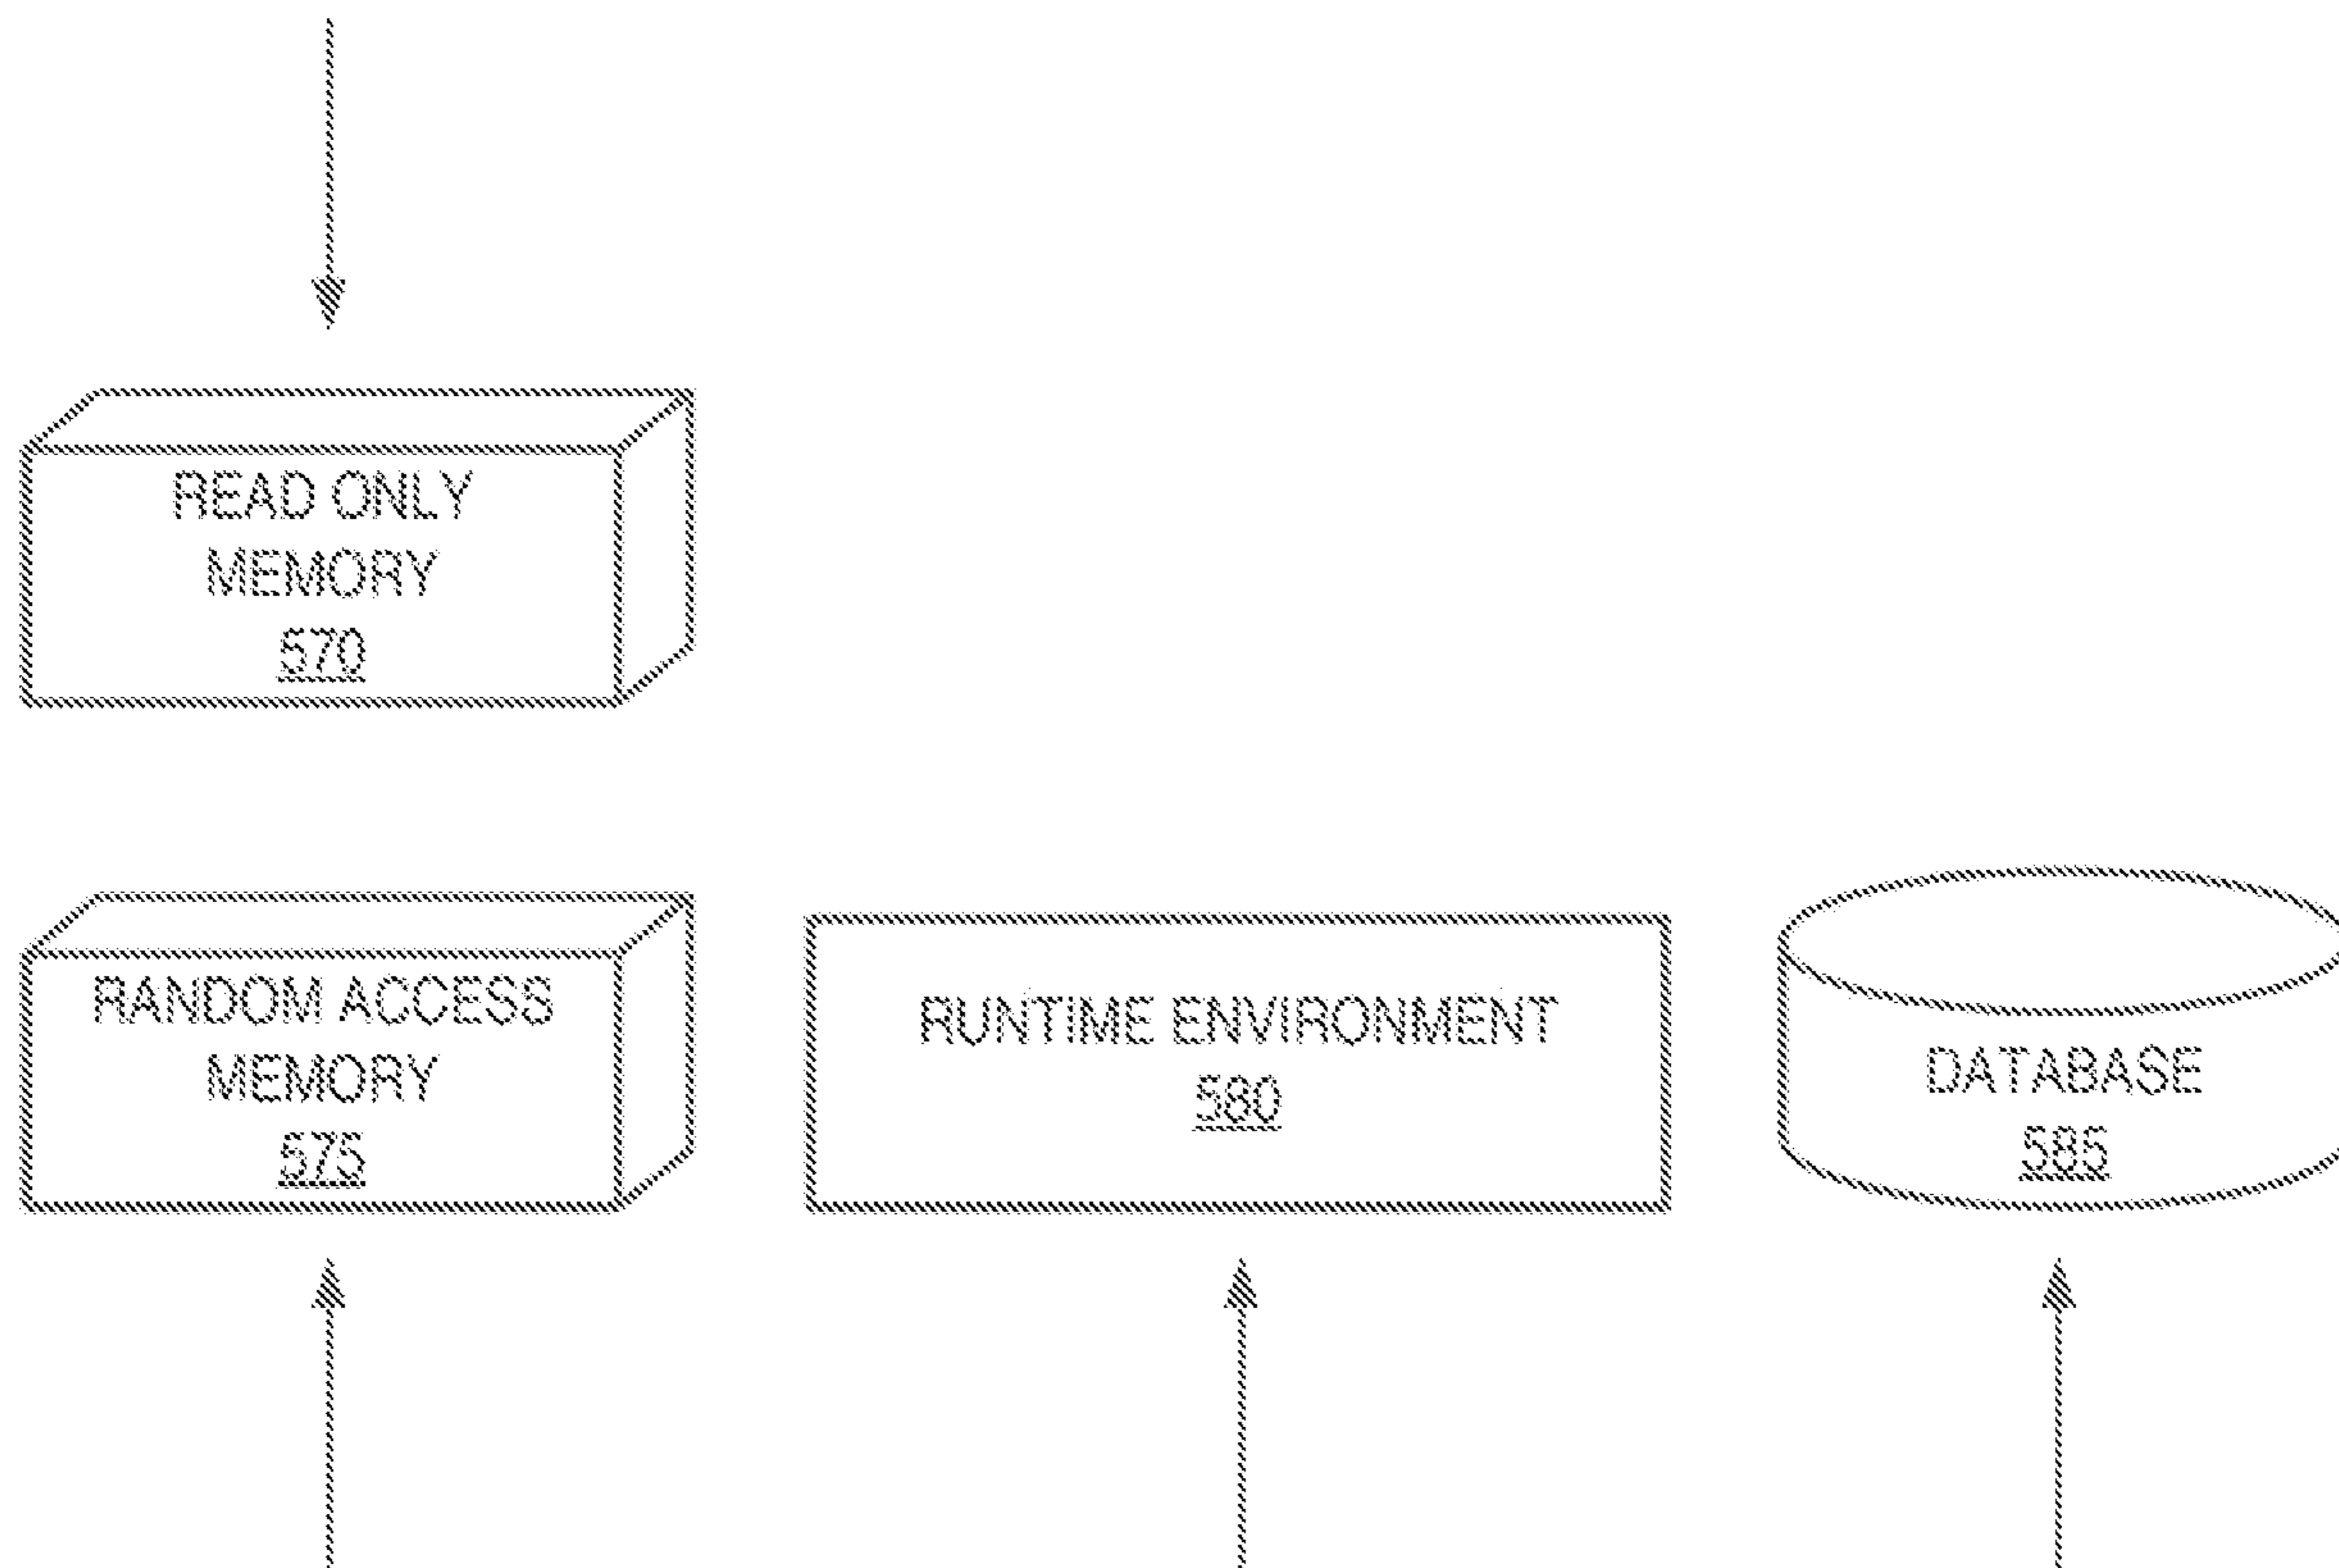 READ ONLY
MEMORY
570
RANDOM ACCESS
MEMORY
575
RUNTIME ENVIRONMENT
580
DATABASE
585